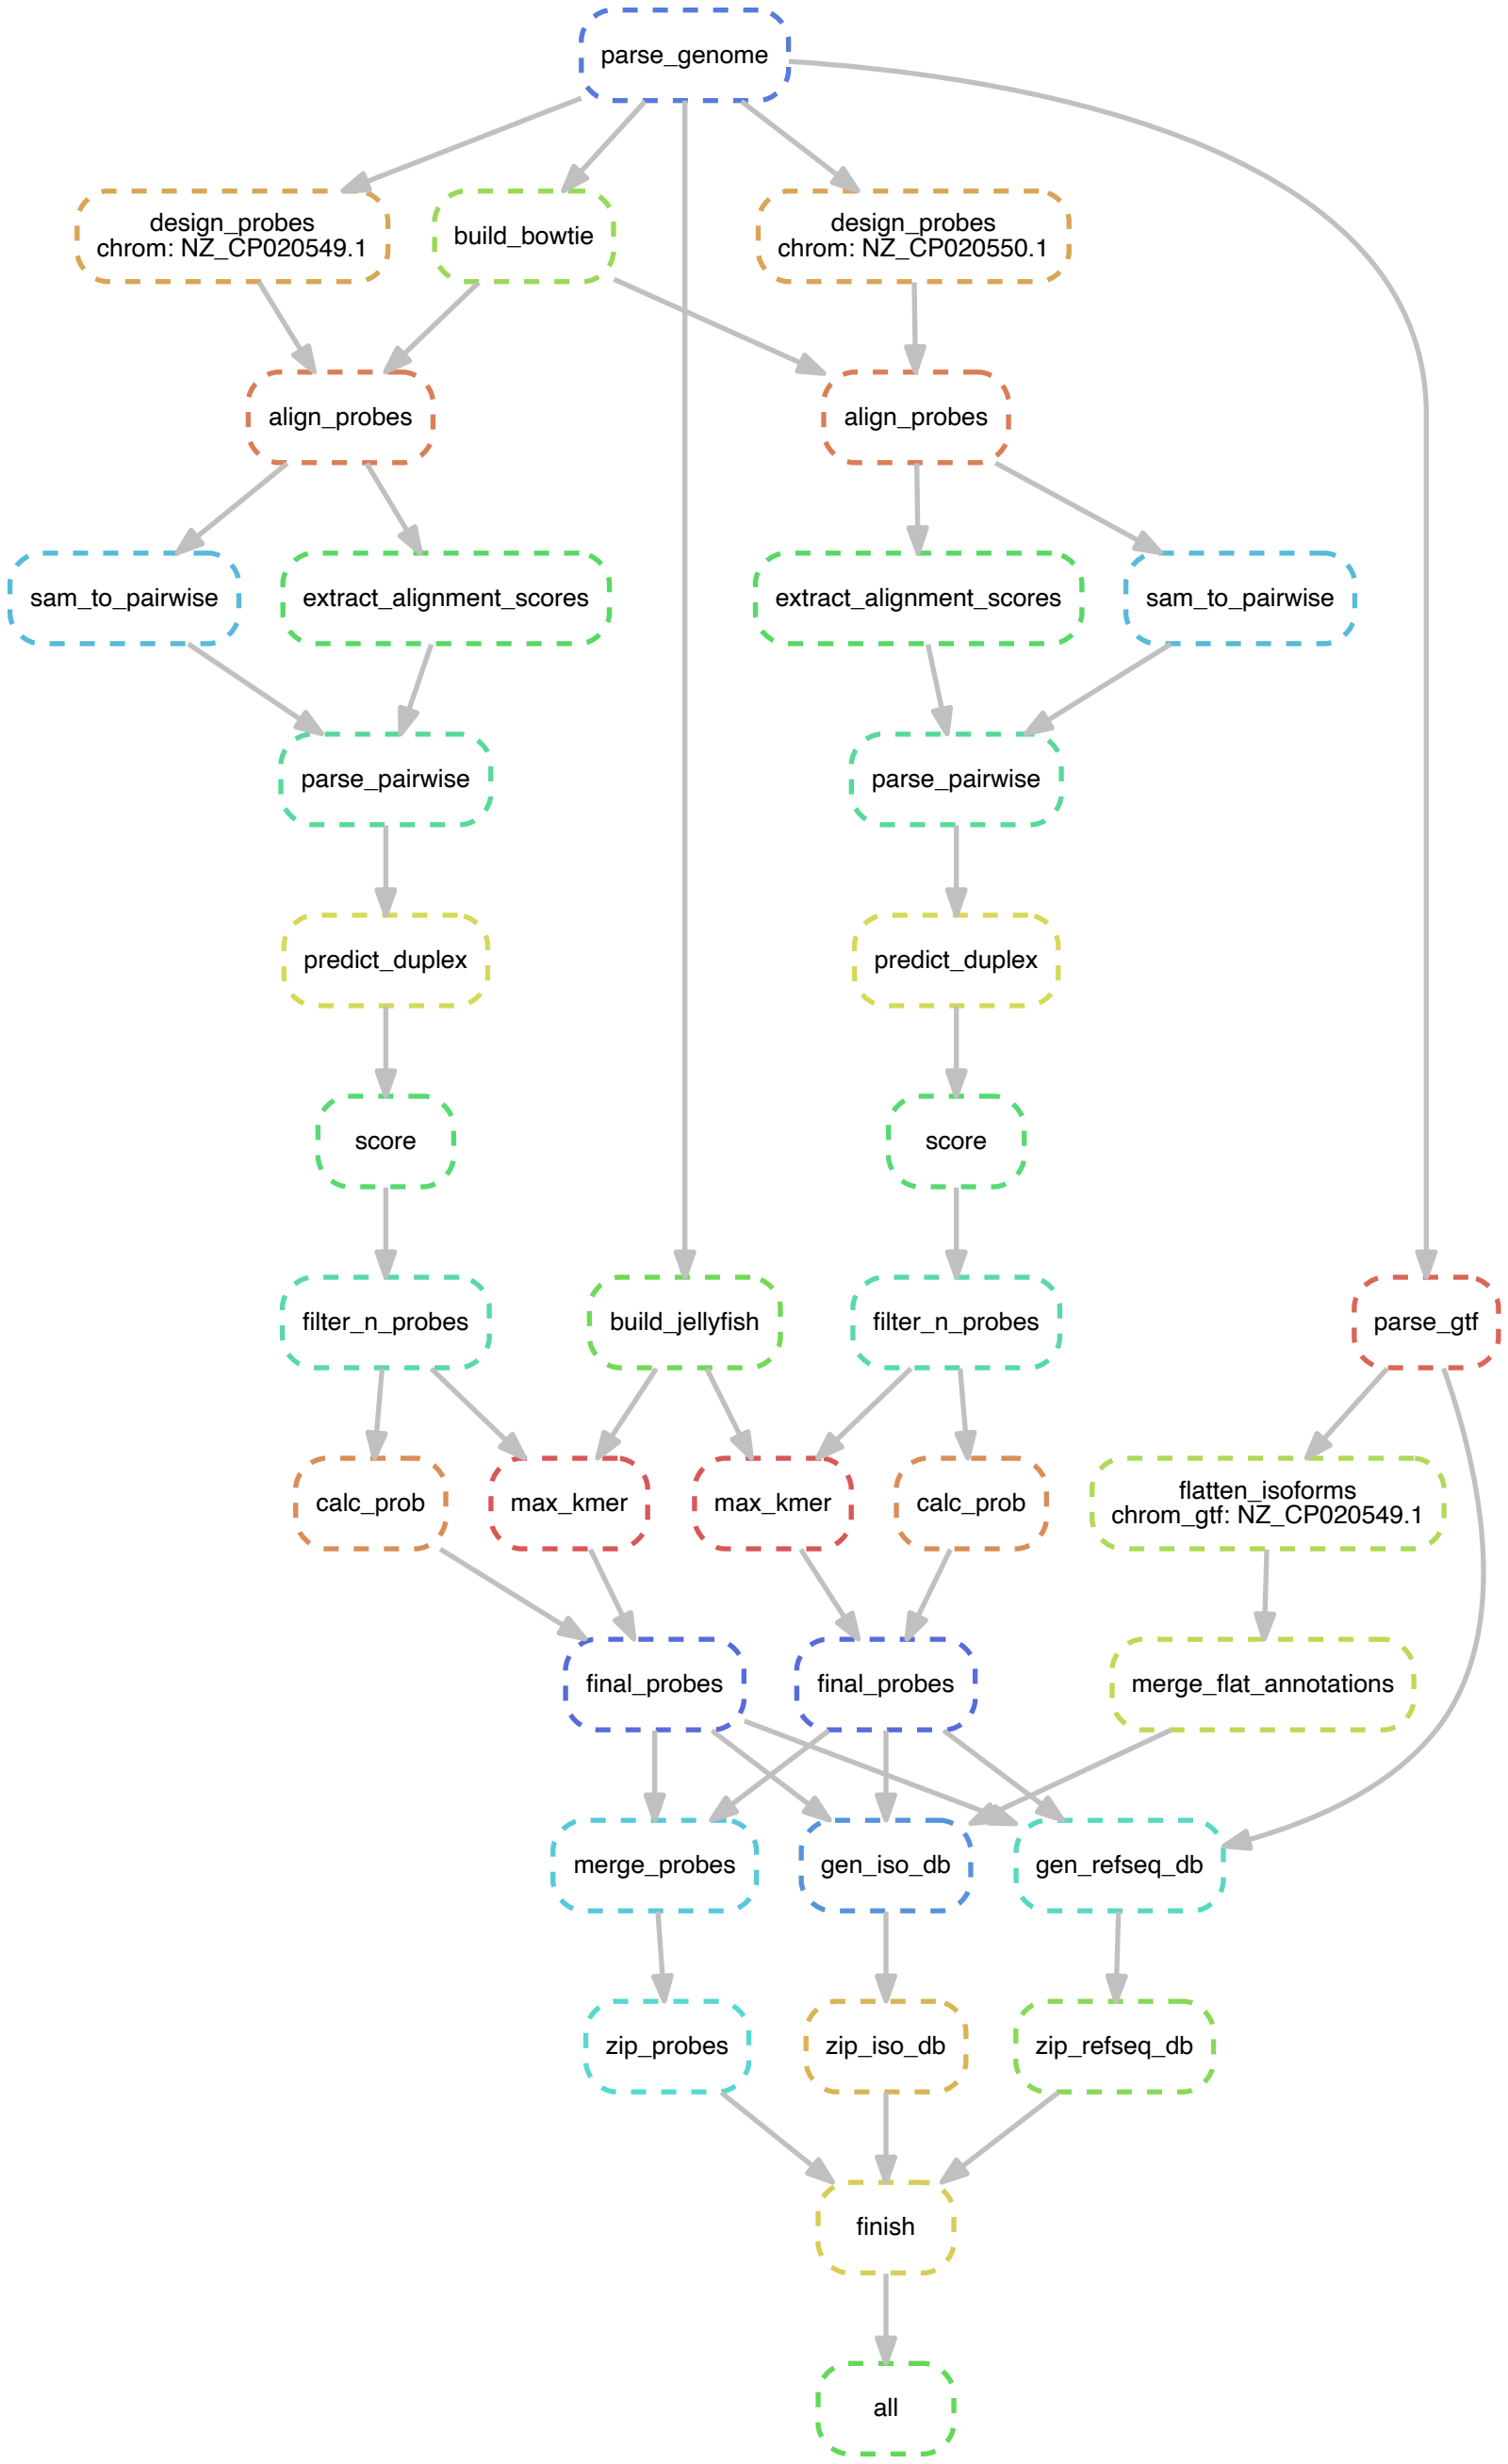 parse_genome
design_probes
chrom: NZ_CP020549.1
build_bowtie
design_probes
chrom: NZ_CP020550.1
align_probes
align_probes
sam_to_pairwise
extract_alignment_scores
extract_alignment_scores
sam_to_pairwise
parse_pairwise
parse_pairwise
predict_duplex
predict_duplex
score
score
filter_n_probes
build_jellyfish
filter_n_probes
parse_gtf
calc_prob
max_kmer
max_kmer
calc_prob
flatten_isoforms
chrom_gtf: NZ_CP020549.1
final_probes
final_probes
merge_flat_annotations
merge_probes
gen_iso_db
gen_refseq_db
zip_probes
zip_iso_db
zip_refseq_db
finish
all